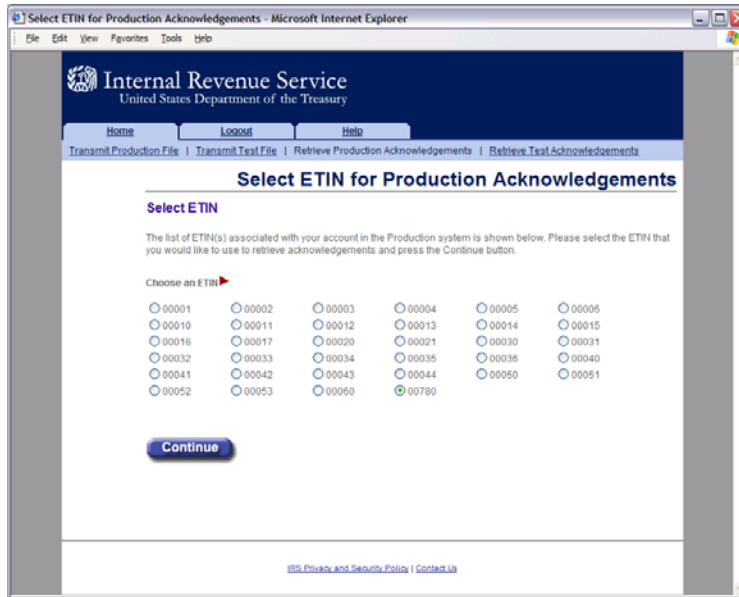 Select ETIN for Production Acknowledgements - Microsoft Internet Explorer
File Edit View Favorites Tools Help
Internal Revenue Service
United States Department of the Treasury
Home Logout Help
Transmit Production File | Transmit Test File | Retrieve Production Acknowledgements | Retrieve Test Acknowledgements
Select ETIN for Production Acknowledgements
Select ETIN
The list of ETIN(s) associated with your account in the Production system is shown below. Please select the ETIN that
you would like to use to retrieve acknowledgements and press the Continue button.
Choose an ETIN
00001 00002 00003 00004 00005 00006
00010 00011 00012 00013 00014 00015
00016 00017 00020 00021 00030 00031
00032 00033 00034 00035 00036 00040
00041 00042 00043 00044 00050 00051
00052 00053 00060 00780
Continue
IRS Privacy and Security Policy | Contact Us